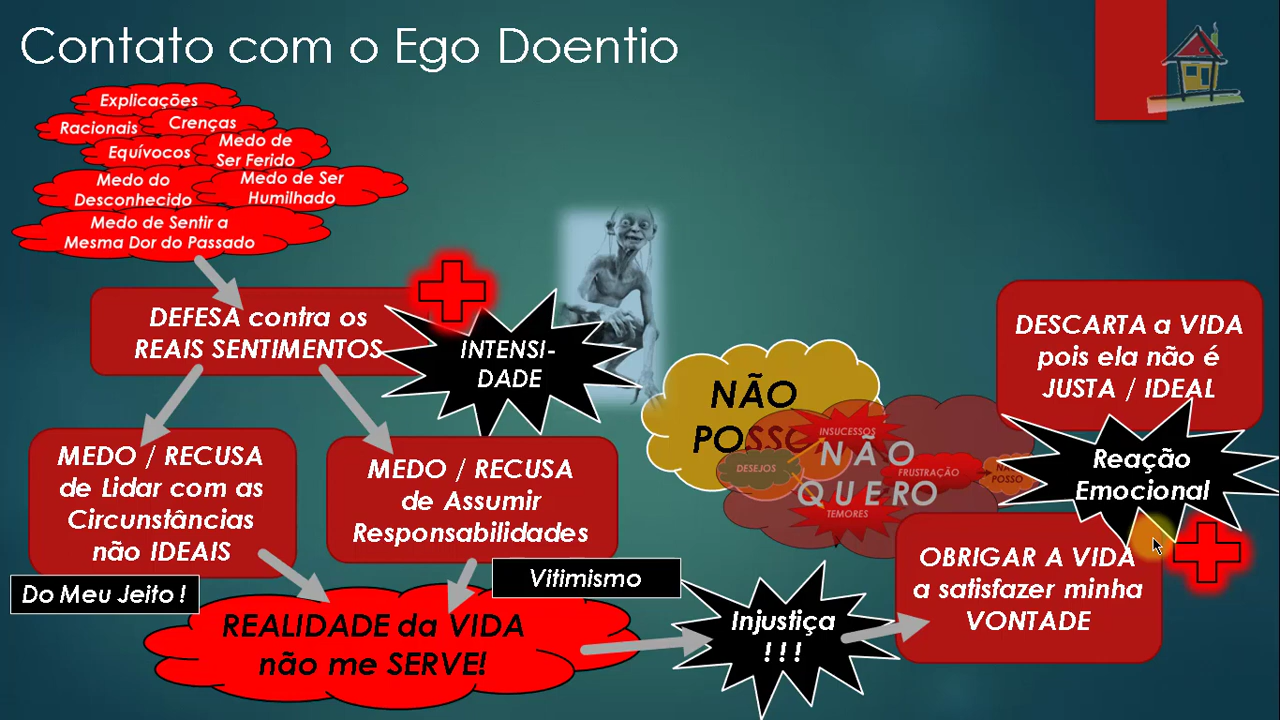 Contato com o Ego Doentio
Explicações
Racionais
Crenças
Equívocos
Medo de
Ser Ferido
Medo do
Desconhecido
Medo de Ser
Humilhado
Medo de Sentir a
Mesma Dor do Passado
DEFESA contra os
REAIS SENTIMENTOS
INTENSI-
DADE
MEDO / RECUSA
de Lidar com as
Circunstâncias
não IDEAIS
MEDO / RECUSA
de Assumir
Responsabilidades
Do Meu Jeito !
Vitimismo
REALIDADE da VIDA
não me SERVE!
Injustiça
! ! !
NÃO
POSSO
INSUCESSOS
NÃO
DESEJOS
FRUSTRAÇÃO
POSSO
QUERO
TEMORES
DESCARTA a VIDA
pois ela não é
JUSTA / IDEAL
Reação
Emocional
OBRIGAR A VIDA
a satisfazer minha
VONTADE